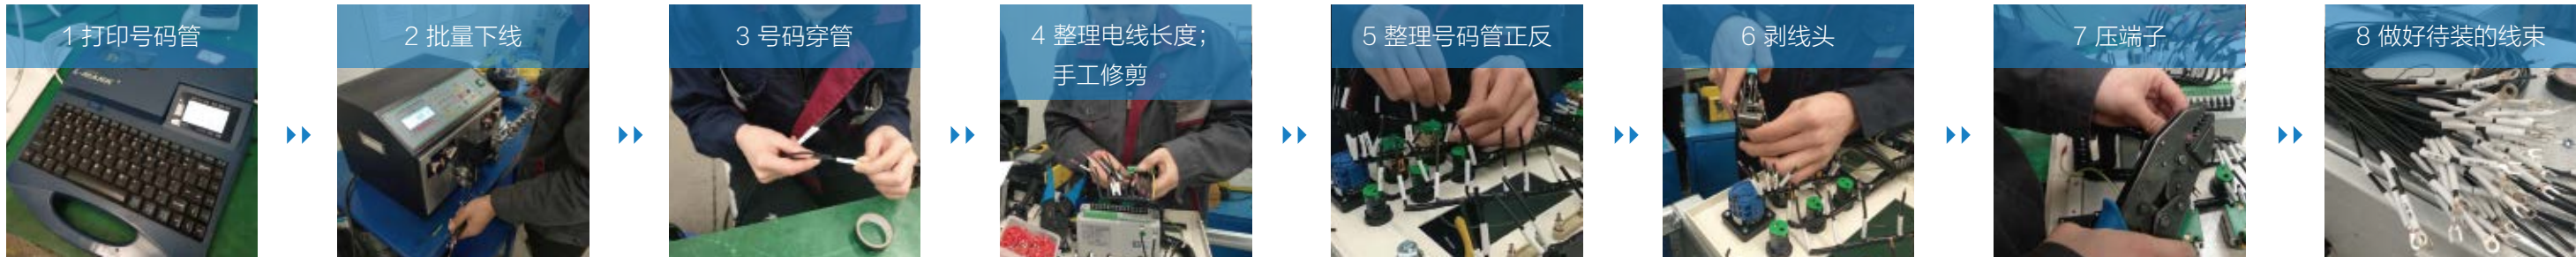 1 打印号码管
2 批量下线
3 号码穿管
4 整理电线长度；
手工修剪
5 整理号码管正反
6 剥线头
7 压端子
8 做好待装的线束